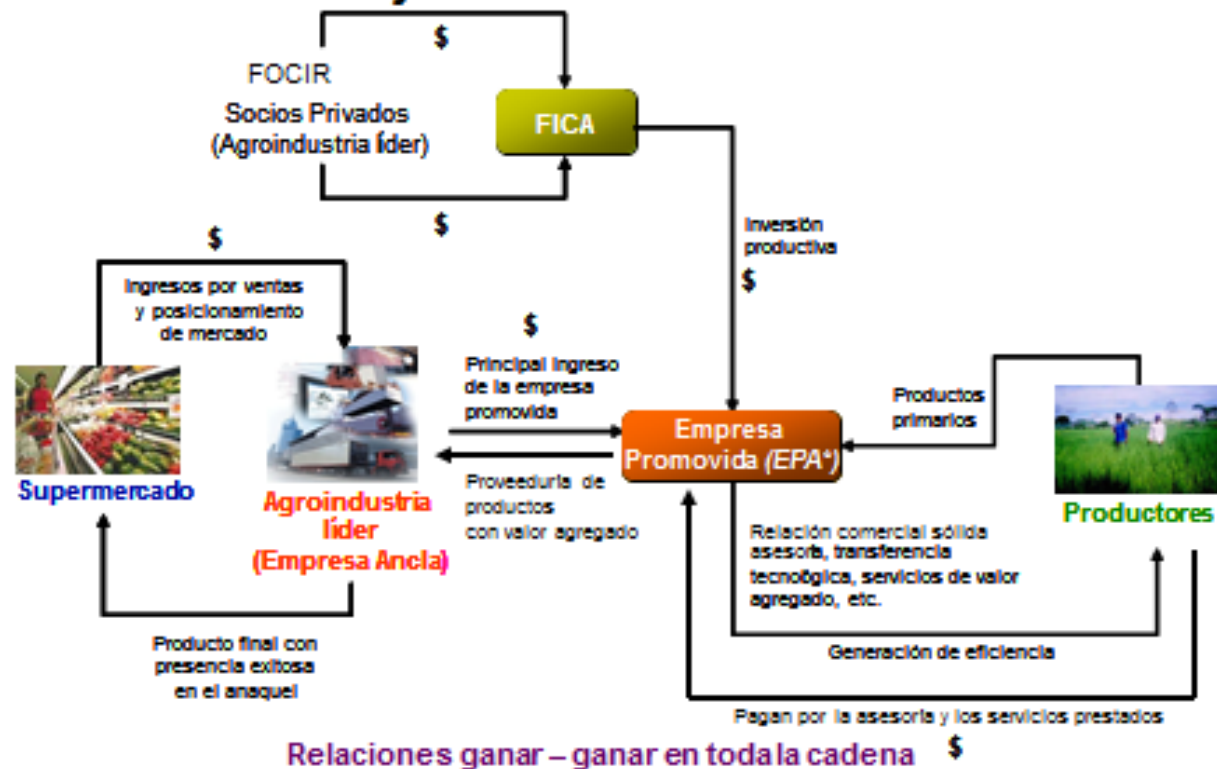 $
FOCIR
Socios Privados
(Agroindustria líder)
FICA
$
$
Inversión
productiva
$
Ingresos por ventas
y posicionamiento
de mercado
$
Principal ingreso
de la empresa
promovida
Productos
primarios
Empresa
Promovida (EPA*)
Supermercado
Agroindustria
líder
(Empresa Ancla)
Proveeduría de
productos
con valor agregado
Productores
Relación comercial sólida
asesoría, transferencia
tecnológica, servicios de valor
agregado, etc.
Producto final con
presencia exitosa
en el anaquel
Generación de eficiencia
Pagan por la asesoría y los servicios prestados
$
Relaciones ganar – ganar en toda la cadena